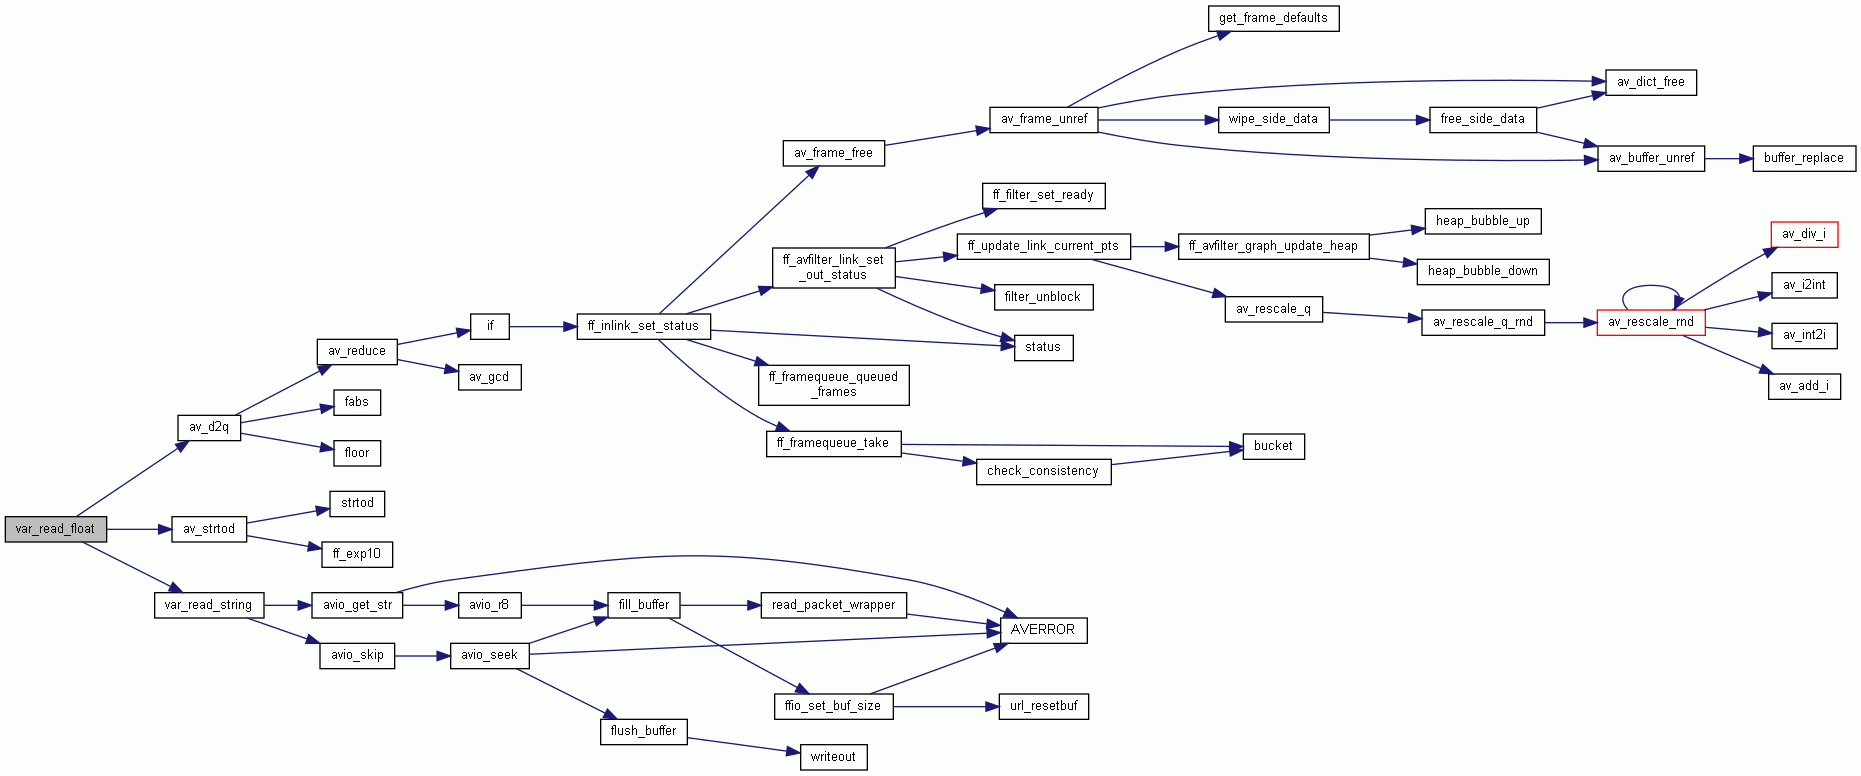 get_frame_defaults
av_dict_free
av_frame_unref
wipe_side_data
free_side_data
av_frame_free
av_buffer_unref
buffer_replace
ff_filter_set_ready
heap_bubble_up
av_div_i
ff_avfilter_link_set
_out_status
ff_update_link_current_pts
ff_avfilter_graph_update_heap
heap_bubble_down
av_i2int
filter_unblock
av_rescale_q
av_rescale_q_rnd
av_rescale_rnd
if
ff_inlink_set_status
av_int2i
av_reduce
status
av_gcd
ff_framequeue_queued
_frames
av_add_i
fabs
av_d2q
floor
ff_framequeue_take
bucket
check_consistency
strtod
var_read_float
av_strtod
ff_exp10
var_read_string
avio_get_str
avio_r8
fill_buffer
read_packet_wrapper
AVERROR
avio_skip
avio_seek
ffio_set_buf_size
url_resetbuf
flush_buffer
writeout